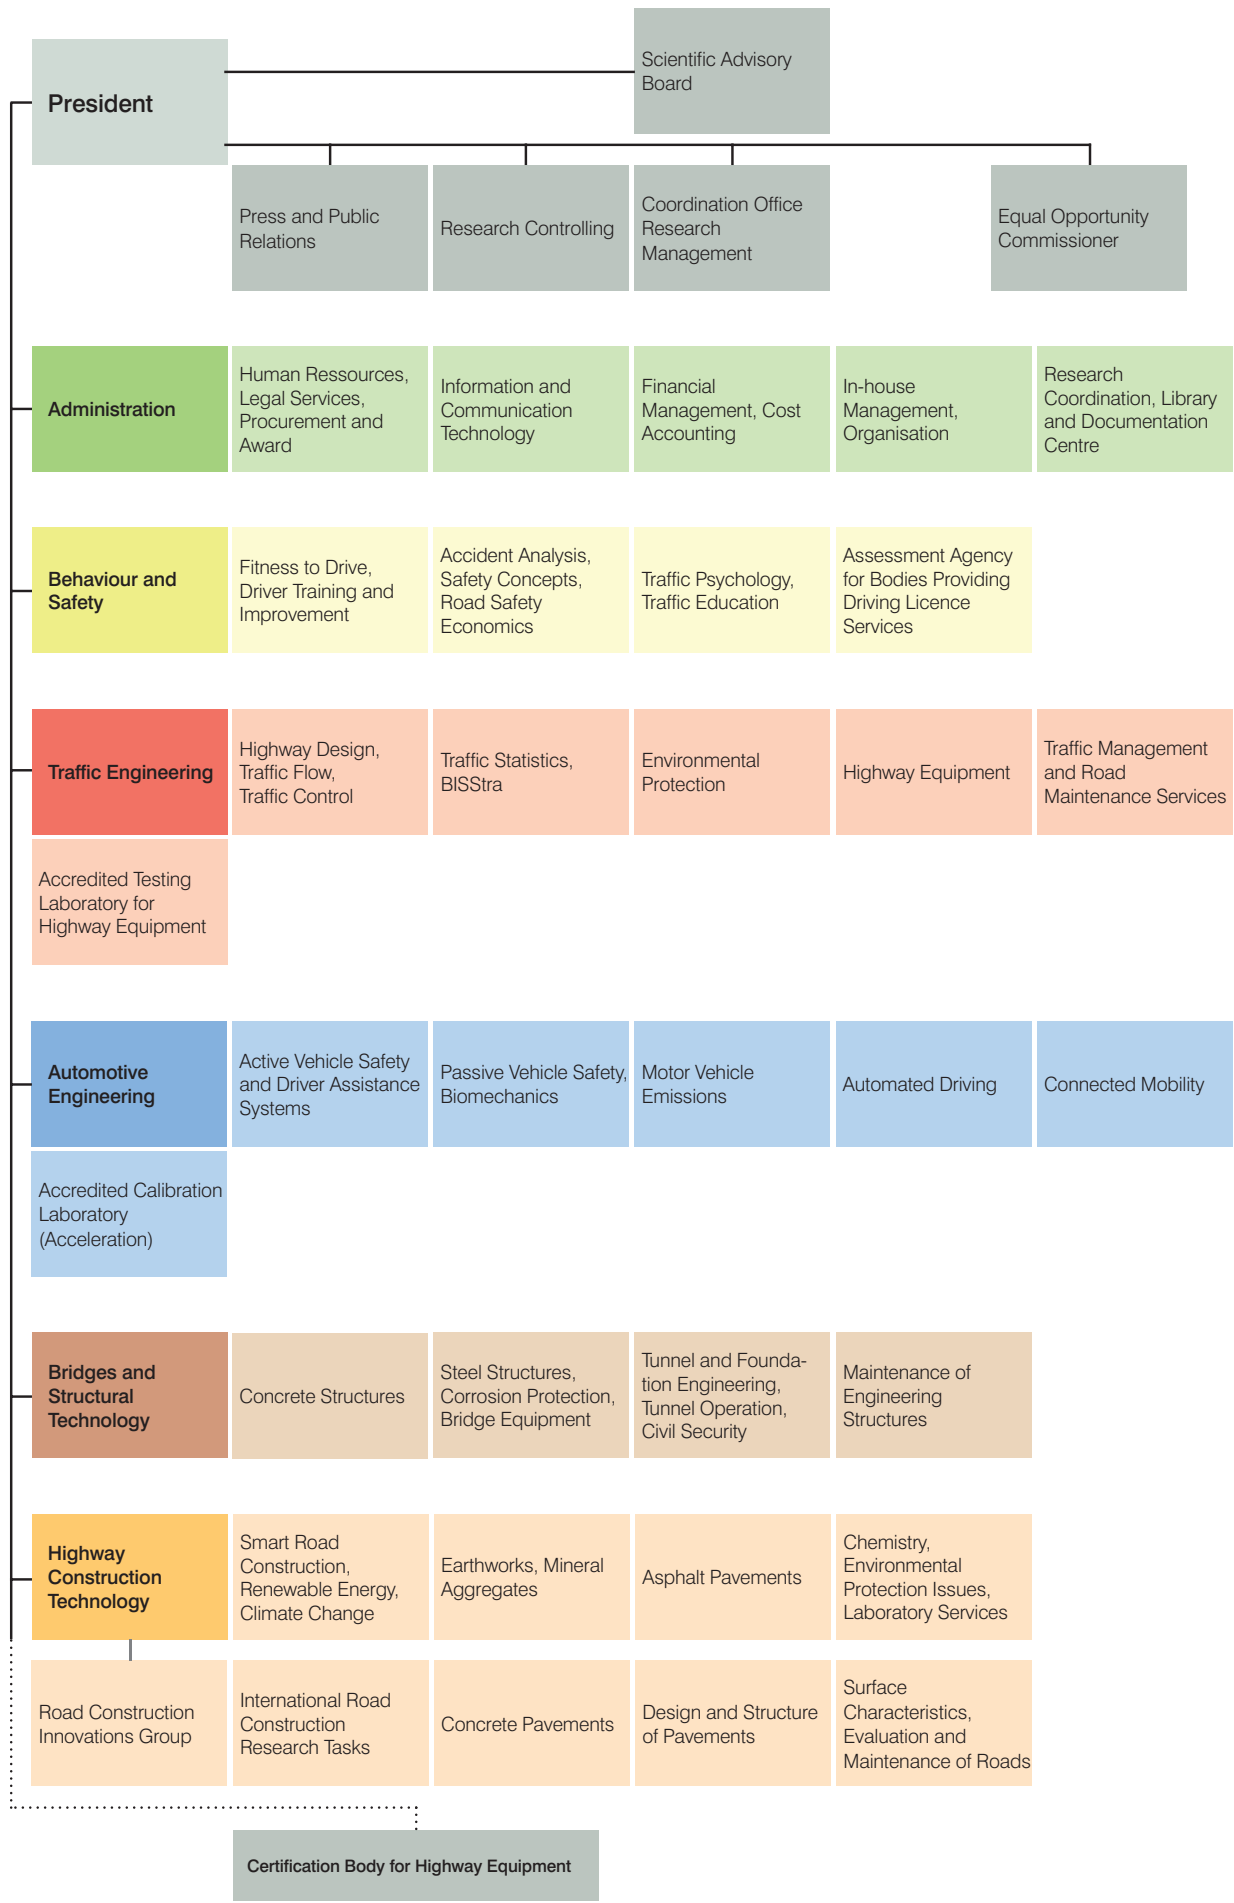 President
Scientific Advisory
Board
Press and Public
Relations
Research Controlling
Coordination Office
Research
Management
Equal Opportunity
Commissioner
Administration
Human Ressources,
Legal Services,
Procurement and
Award
Information and
Communication
Technology
Financial
Management, Cost
Accounting
In-house
Management,
Organisation
Research
Coordination, Library
and Documentation
Centre
Behaviour and
Safety
Fitness to Drive,
Driver Training and
Improvement
Accident Analysis,
Safety Concepts,
Road Safety
Economics
Traffic Psychology,
Traffic Education
Assessment Agency
for Bodies Providing
Driving Licence
Services
Traffic Engineering
Highway Design,
Traffic Flow,
Traffic Control
Traffic Statistics,
BISStra
Environmental
Protection
Highway Equipment
Traffic Management
and Road
Maintenance Services
Accredited Testing
Laboratory for
Highway Equipment
Automotive
Engineering
Active Vehicle Safety
and Driver Assistance
Systems
Passive Vehicle Safety,
Biomechanics
Motor Vehicle
Emissions
Automated Driving
Connected Mobility
Accredited Calibration
Laboratory
(Acceleration)
Bridges and
Structural
Technology
Concrete Structures
Steel Structures,
Corrosion Protection,
Bridge Equipment
Tunnel and Founda-
tion Engineering,
Tunnel Operation,
Civil Security
Maintenance of
Engineering
Structures
Highway
Construction
Technology
Smart Road
Construction,
Renewable Energy,
Climate Change
Earthworks, Mineral
Aggregates
Asphalt Pavements
Chemistry,
Environmental
Protection Issues,
Laboratory Services
Road Construction
Innovations Group
International Road
Construction
Research Tasks
Concrete Pavements
Design and Structure
of Pavements
Surface
Characteristics,
Evaluation and
Maintenance of Roads
Certification Body for Highway Equipment